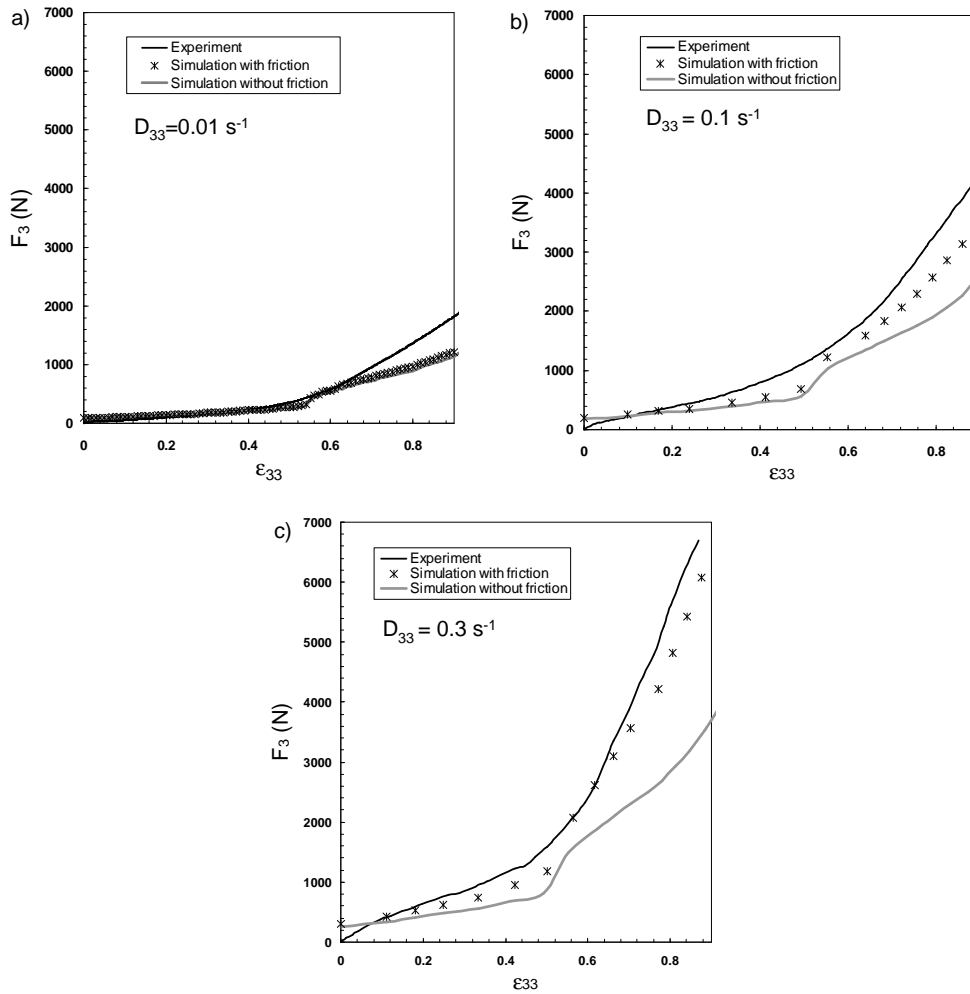 a)
7000
Experiment
Simulation with friction
Simulation without friction
6000
D33=0.01 s-1
5000
4000
F3 (N)
3000
2000
1000
0
0 0.2 0.4 0.6 0.8
ε33
b)
7000
Experiment
Simulation with friction
Simulation without friction
6000
D33 = 0.1 s-1
5000
4000
F3 (N)
3000
2000
1000
0
0 0.2 0.4 0.6 0.8
ε33
c)
7000
Experiment
Simulation with friction
Simulation without friction
6000
D33 = 0.3 s-1
5000
4000
F3 (N)
3000
2000
1000
0
0 0.2 0.4 0.6 0.8
ε33